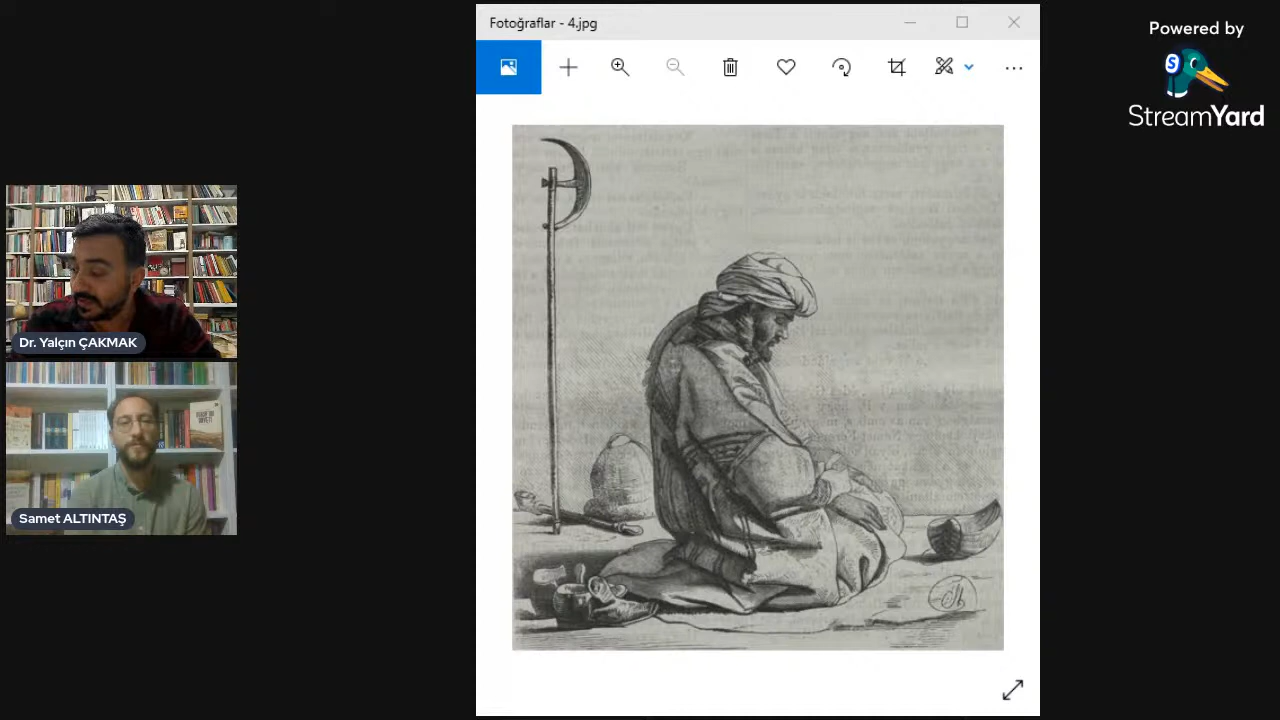 Fotoğraflar - 4.jpg
Powered by
S
StreamYard
Dr. Yalçın ÇAKMAK
Samet ALTINTAŞ